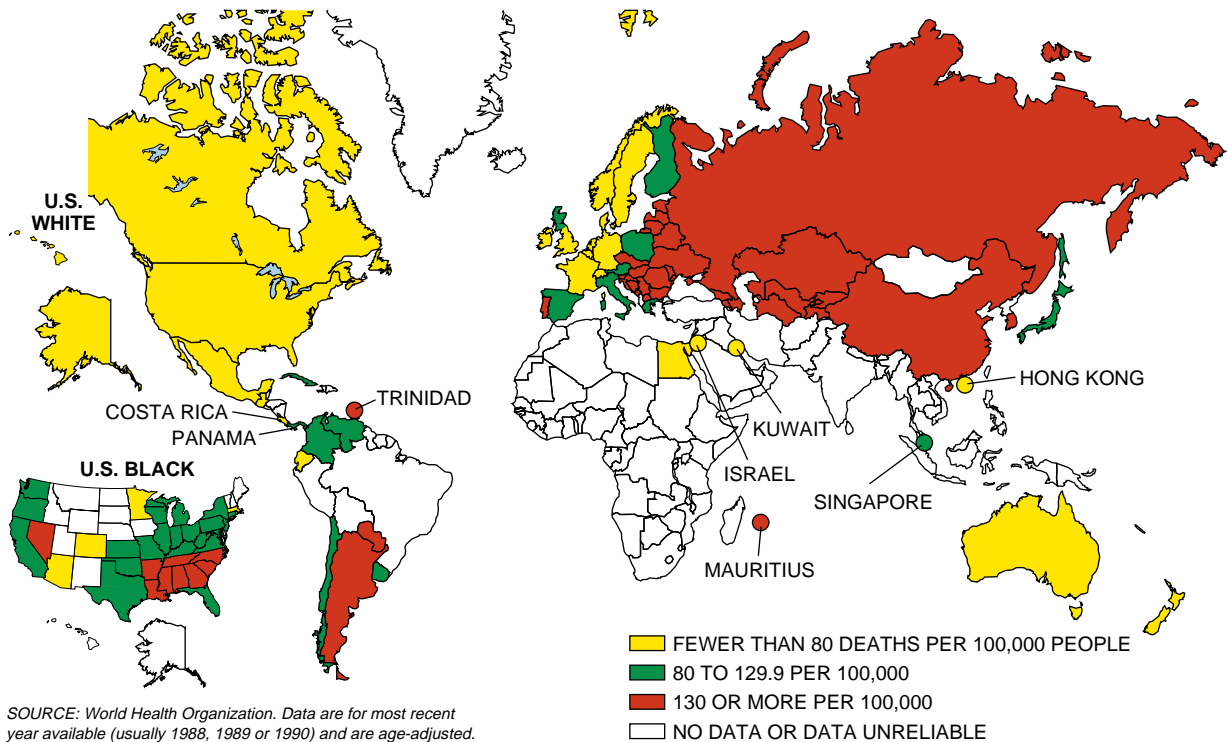 U.S.
WHITE
COSTA RICA
PANAMA
TRINIDAD
U.S. BLACK
HONG KONG
KUWAIT
ISRAEL
SINGAPORE
MAURITIUS
FEWER THAN 80 DEATHS PER 100,000 PEOPLE
80 TO 129.9 PER 100,000
130 OR MORE PER 100,000
NO DATA OR DATA UNRELIABLE
SOURCE: World Health Organization. Data are for most recent
year available (usually 1988, 1989 or 1990) and are age-adjusted.